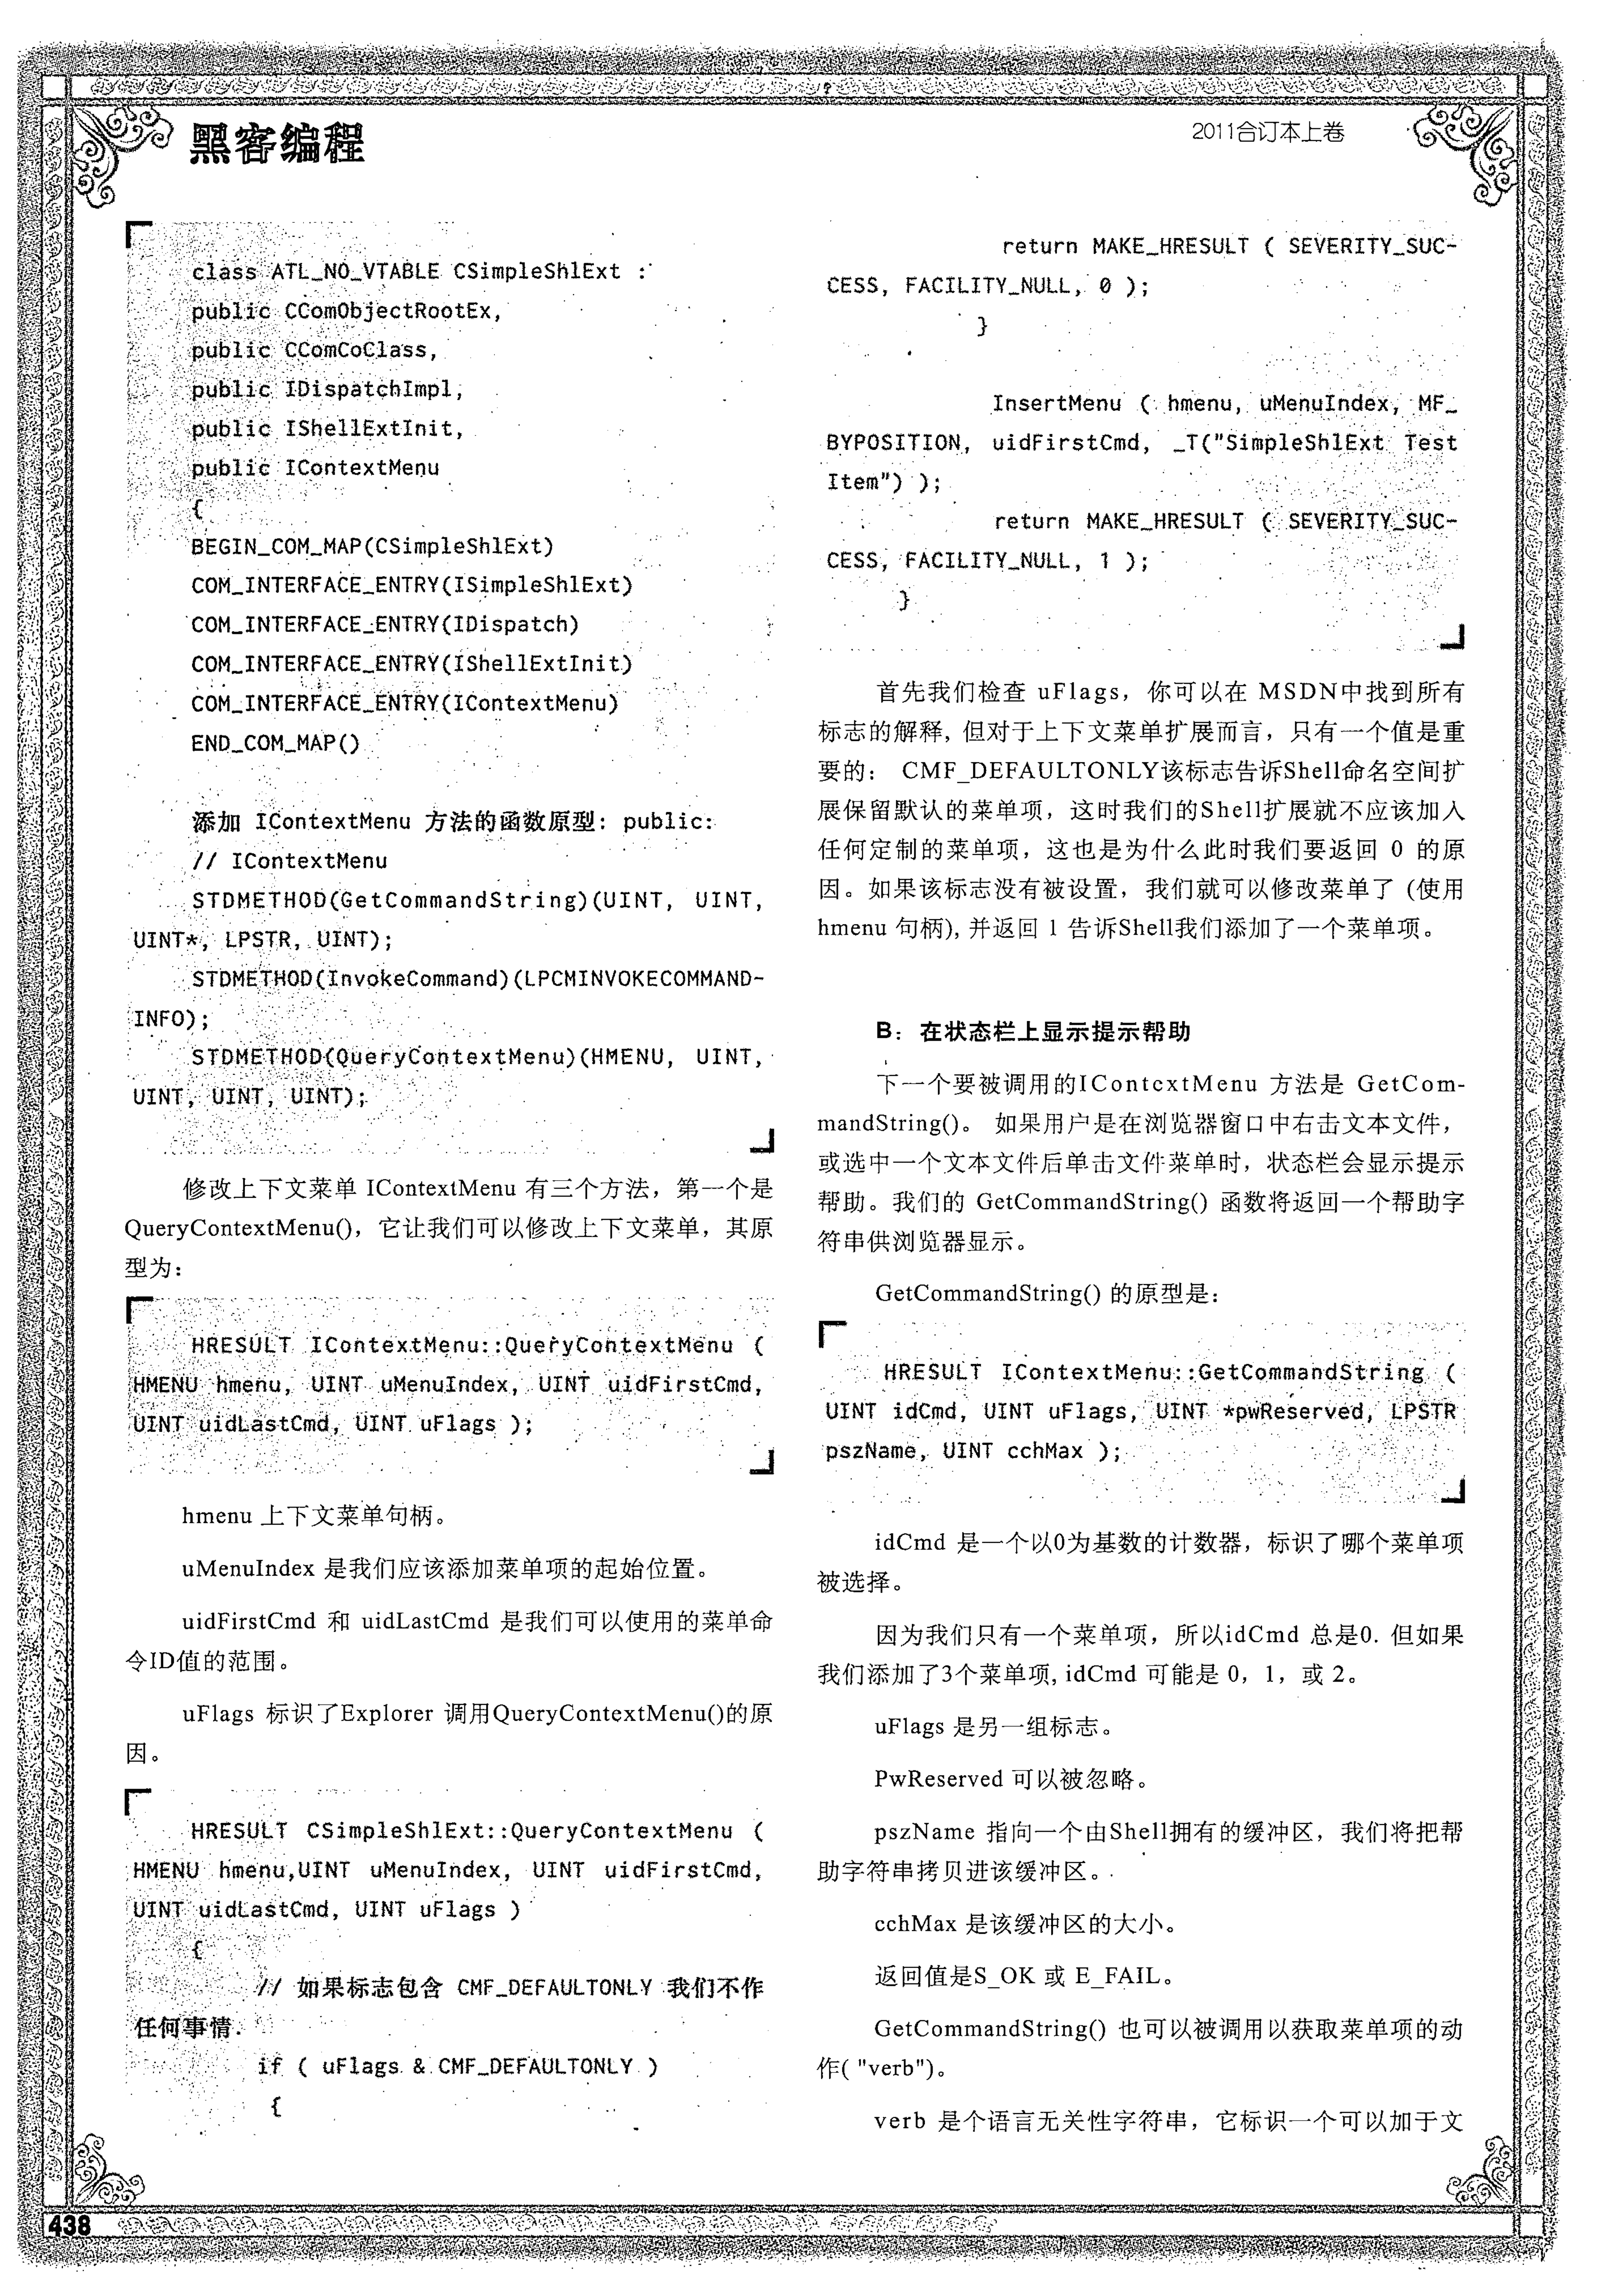 黑客编程
2011合订本上卷
class ATL_NO_VTABLE CSimpleShlExt :
public CComObjectRootEx,
public CComCoClass,
public IDispatchImpl,
public IShellExtInit,
public IContextMenu
{
BEGIN_COM_MAP(CSimpleShlExt)
COM_INTERFACE_ENTRY(ISimpleShlExt)
COM_INTERFACE_ENTRY(IDispatch)
COM_INTERFACE_ENTRY(IShellExtInit)
COM_INTERFACE_ENTRY(IContextMenu)
END_COM_MAP()
添加 IContextMenu 方法的函数原型: public:
// IContextMenu
STDMETHOD(GetCommandString)(UINT, UINT,
UINT*, LPSTR, UINT);
STDMETHOD(InvokeCommand)(LPCMINVOKECOMMAND-
INFO);
STDMETHOD(QueryContextMenu)(HMENU, UINT,
UINT, UINT, UINT);
修改上下文菜单 IContextMenu 有三个方法，第一个是
QueryContextMenu()，它让我们可以修改上下文菜单，其原
型为：
HRESULT IContextMenu::QueryContextMenu (
HMENU hmenu, UINT uMenuIndex, UINT uidFirstCmd,
UINT uidLastCmd, UINT uFlags );
hmenu 上下文菜单句柄。
uMenuIndex 是我们应该添加菜单项的起始位置。
uidFirstCmd 和 uidLastCmd 是我们可以使用的菜单命
令ID值的范围。
uFlags 标识了Explorer 调用QueryContextMenu()的原
因。
HRESULT CSimpleShlExt::QueryContextMenu (
HMENU hmenu,UINT uMenuIndex, UINT uidFirstCmd,
UINT uidLastCmd, UINT uFlags )
{
// 如果标志包含 CMF_DEFAULTONLY 我们不作
任何事情.
if ( uFlags & CMF_DEFAULTONLY )
{
return MAKE_HRESULT ( SEVERITY_SUC-
CESS, FACILITY_NULL, 0 );
}
InsertMenu ( hmenu, uMenuIndex, MF_
BYPOSITION, uidFirstCmd, _T("SimpleShlExt Test
Item") );
return MAKE_HRESULT ( SEVERITY_SUC-
CESS, FACILITY_NULL, 1 );
}
首先我们检查 uFlags，你可以在 MSDN中找到所有
标志的解释, 但对于上下文菜单扩展而言，只有一个值是重
要的： CMF_DEFAULTONLY该标志告诉Shell命名空间扩
展保留默认的菜单项，这时我们的Shell扩展就不应该加入
任何定制的菜单项，这也是为什么此时我们要返回 0 的原
因。如果该标志没有被设置，我们就可以修改菜单了 (使用
hmenu 句柄), 并返回 1 告诉Shell我们添加了一个菜单项。
B：在状态栏上显示提示帮助
下一个要被调用的IContextMenu 方法是 GetCom-
mandString()。 如果用户是在浏览器窗口中右击文本文件，
或选中一个文本文件后单击文件菜单时，状态栏会显示提示
帮助。我们的 GetCommandString() 函数将返回一个帮助字
符串供浏览器显示。
GetCommandString() 的原型是：
HRESULT IContextMenu::GetCommandString (
UINT idCmd, UINT uFlags, UINT *pwReserved, LPSTR
pszName, UINT cchMax );
idCmd 是一个以0为基数的计数器，标识了哪个菜单项
被选择。
因为我们只有一个菜单项，所以idCmd 总是0. 但如果
我们添加了3个菜单项, idCmd 可能是 0，1，或 2。
uFlags 是另一组标志。
PwReserved 可以被忽略。
pszName 指向一个由Shell拥有的缓冲区，我们将把帮
助字符串拷贝进该缓冲区。
cchMax 是该缓冲区的大小。
返回值是S_OK 或 E_FAIL。
GetCommandString() 也可以被调用以获取菜单项的动
作( "verb")。
verb 是个语言无关性字符串，它标识一个可以加于文
438